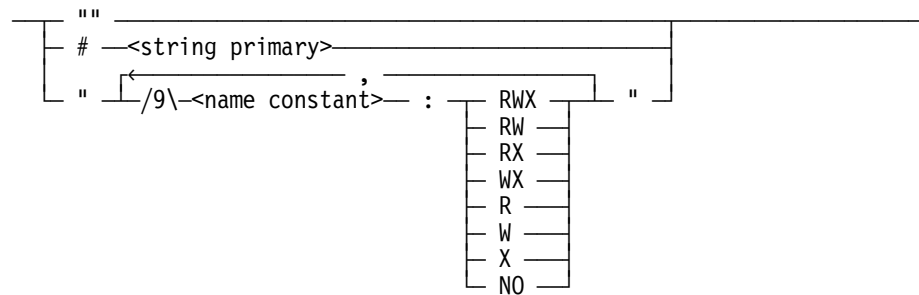 ""
# <string primary>
,
" /9\ <name constant> : RWX "
RW
RX
WX
R
W
X
NO